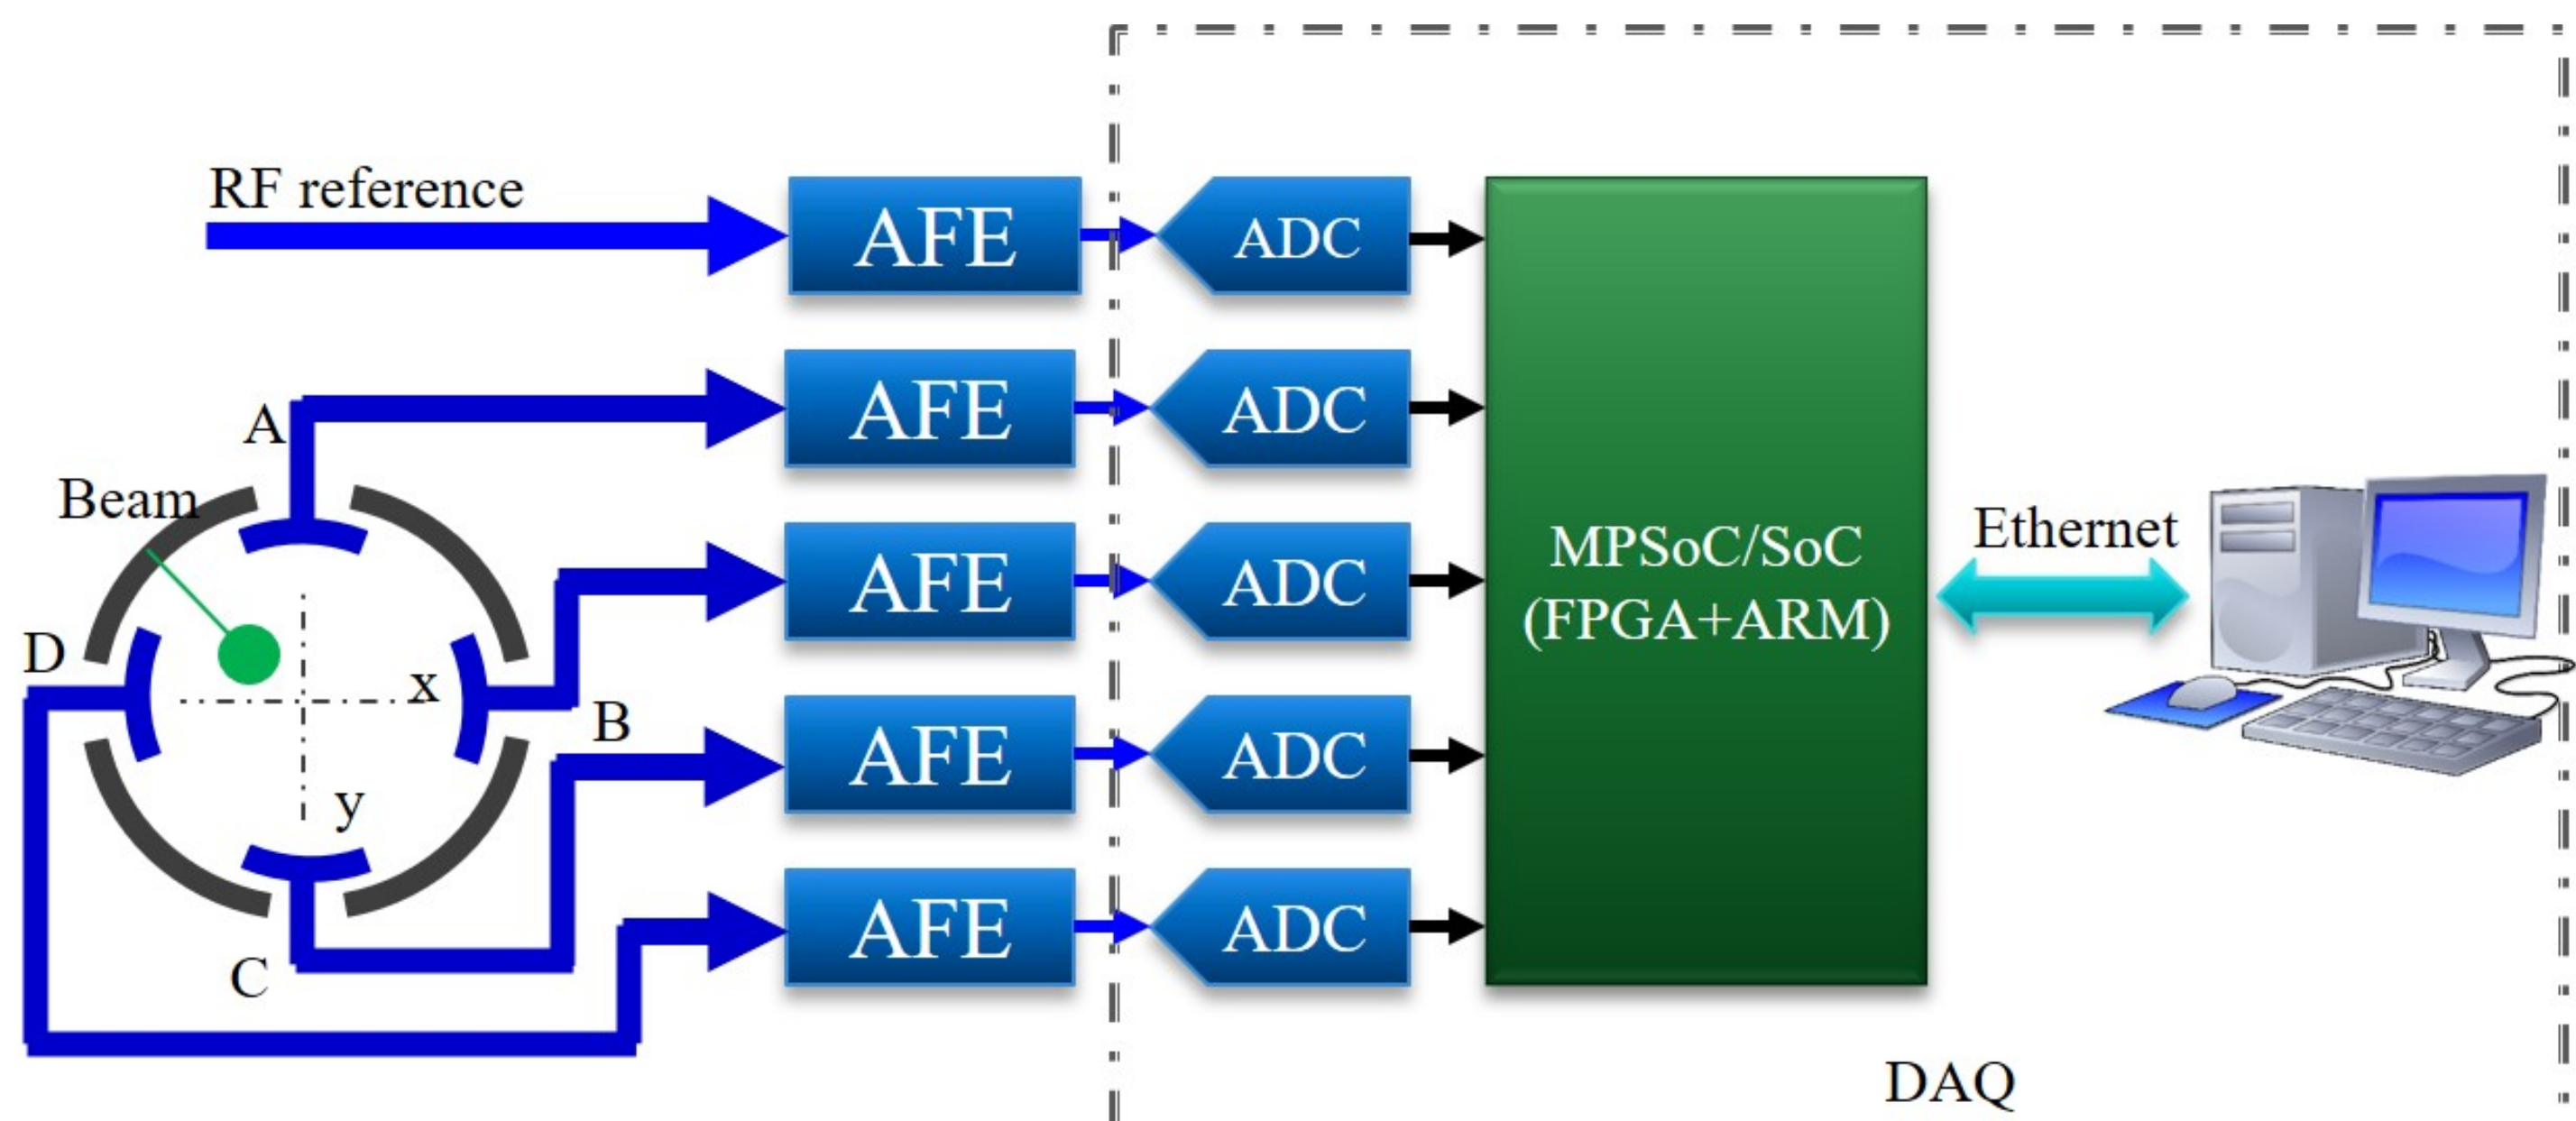 RF reference
AFE
ADC
A
AFE
ADC
Beam
AFE
ADC
MPSoC/SoC
(FPGA+ARM)
Ethernet
D
x
B
y
AFE
ADC
C
AFE
ADC
DAQ